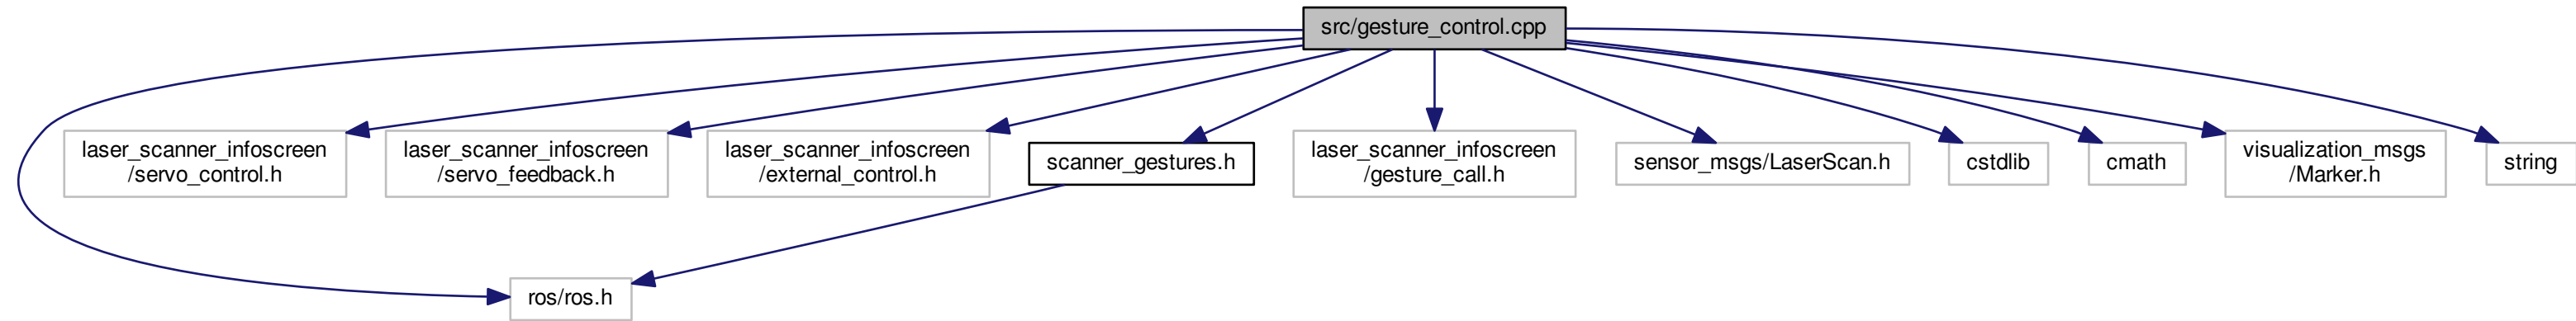 src/gesture_control.cpp
laser_scanner_infoscreen
/servo_control.h
laser_scanner_infoscreen
/servo_feedback.h
laser_scanner_infoscreen
/external_control.h
scanner_gestures.h
laser_scanner_infoscreen
/gesture_call.h
sensor_msgs/LaserScan.h
cstdlib
cmath
visualization_msgs
/Marker.h
string
ros/ros.h